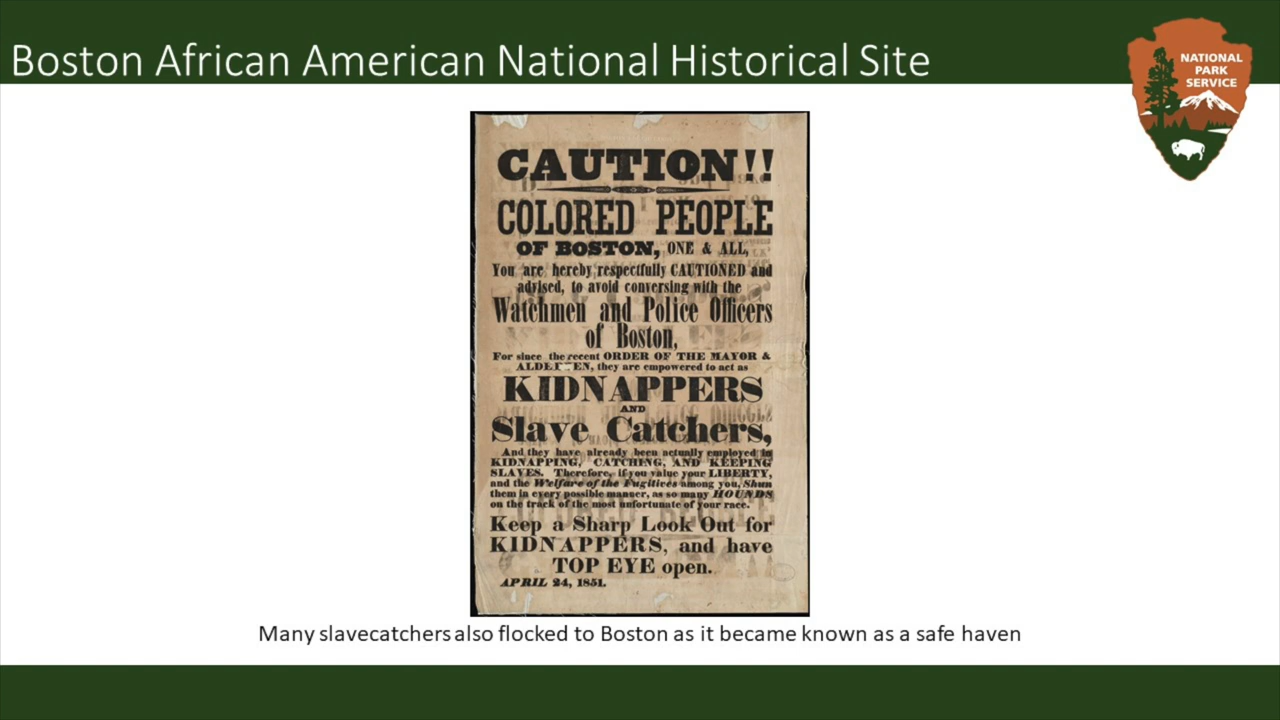 Boston African American National Historical Site
NATIONAL
PARK
SERVICE
CAUTION!!
COLORED PEOPLE
OF BOSTON, ONE & ALL,
You are hereby respectfully CAUTIONED and
advised, to avoid conversing with the
Watchmen and Police Officers
of Boston,
For since the recent ORDER OF THE MAYOR &
ALDERMEN, they are empowered to act as
KIDNAPPERS
AND
Slave Catchers,
And they have already been actually employed in
KIDNAPPING, CATCHING, AND KEEPING
SLAVES. Therefore, if you value your LIBERTY,
and the Welfare of the Fugitives among you, Shun
them in every possible manner, as so many HOUNDS
on the track of the most unfortunate of your race.
Keep a Sharp Look Out for
KIDNAPPERS, and have
TOP EYE open.
APRIL 24, 1851.
Many slavecatchers also flocked to Boston as it became known as a safe haven